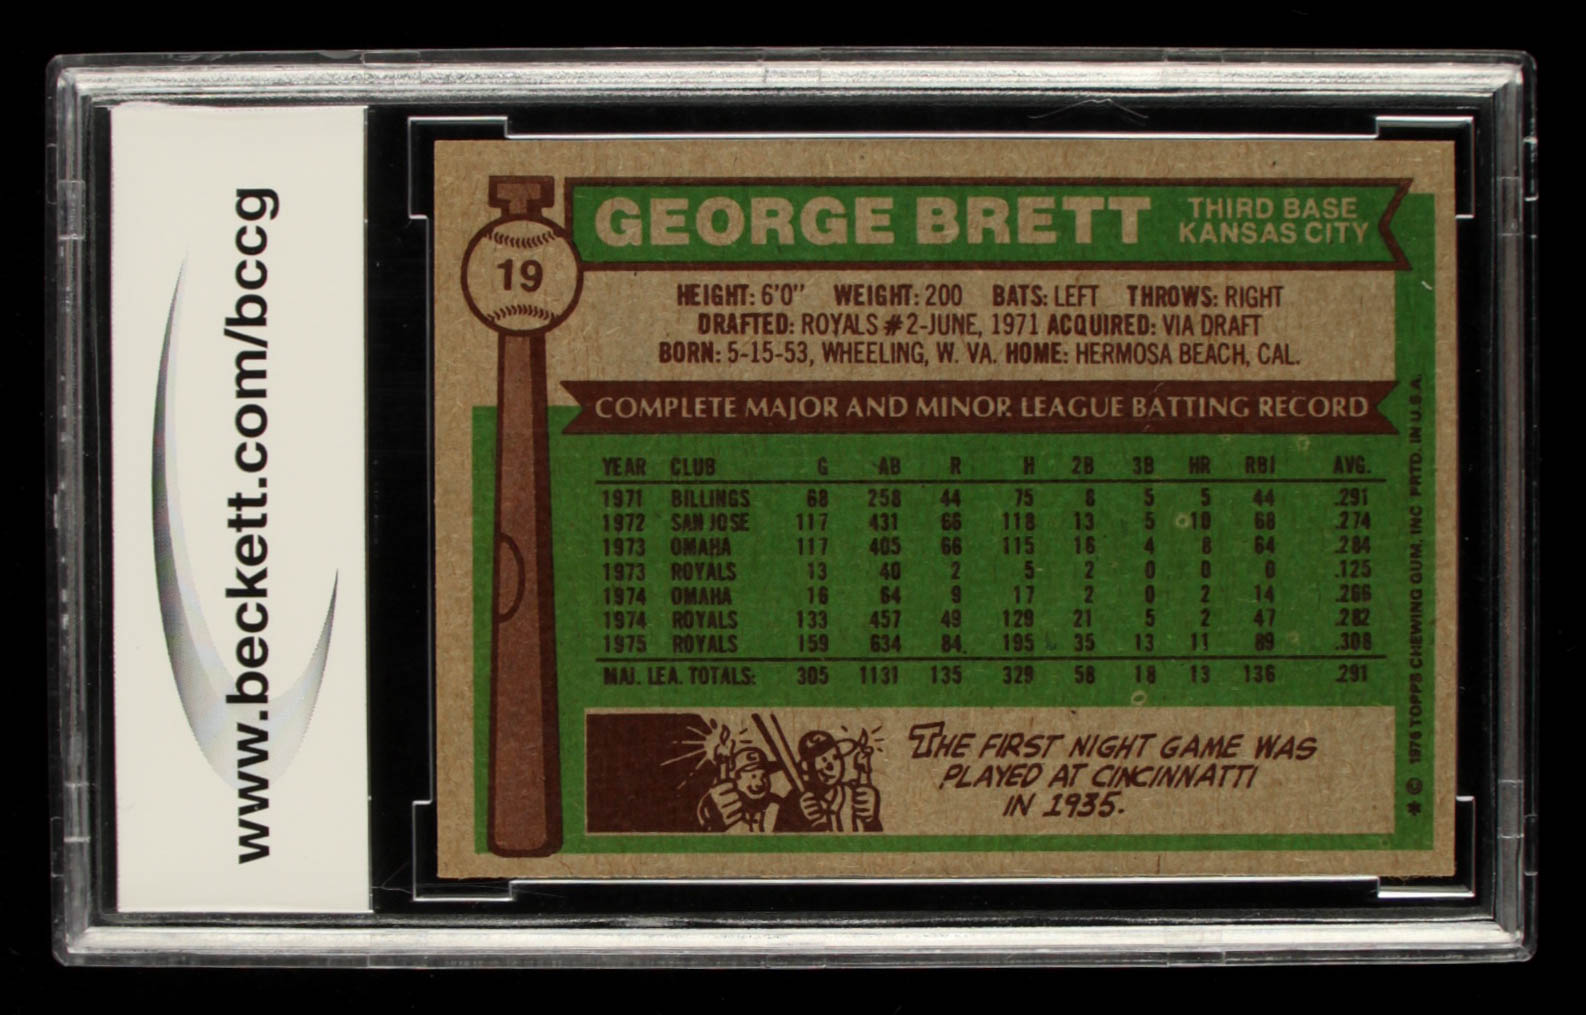 www.beckett.com/bccg
T
19
GEORGE BRETT
THIRD BASE
KANSAS CITY
HEIGHT: 6'0" WEIGHT: 200 BATS: LEFT THROWS: RIGHT
DRAFTED: ROYALS #2-JUNE, 1971 ACQUIRED: VIA DRAFT
BORN: 5-15-53, WHEELING, W. VA. HOME: HERMOSA BEACH, CAL.
COMPLETE MAJOR AND MINOR LEAGUE BATTING RECORD
YEAR CLUB G AB R H 2B 3B HR RBI AVG.
1971 BILLINGS 68 258 44 75 8 5 5 44 .291
1972 SAN JOSE 117 431 66 118 13 5 10 68 .274
1973 OMAHA 117 405 66 115 16 4 8 64 .284
1973 ROYALS 13 40 2 5 2 0 0 0 .125
1974 OMAHA 16 64 9 17 2 0 2 14 .266
1974 ROYALS 133 457 49 129 21 5 2 47 .282
1975 ROYALS 159 634 84 195 35 13 11 89 .308
MAJ. LEA. TOTALS: 305 1131 135 329 58 18 13 136 .291
THE FIRST NIGHT GAME WAS
PLAYED AT CINCINNATTI
IN 1935.
* © 1976 TOPPS CHEWING GUM, INC PRTD. IN U.S.A.